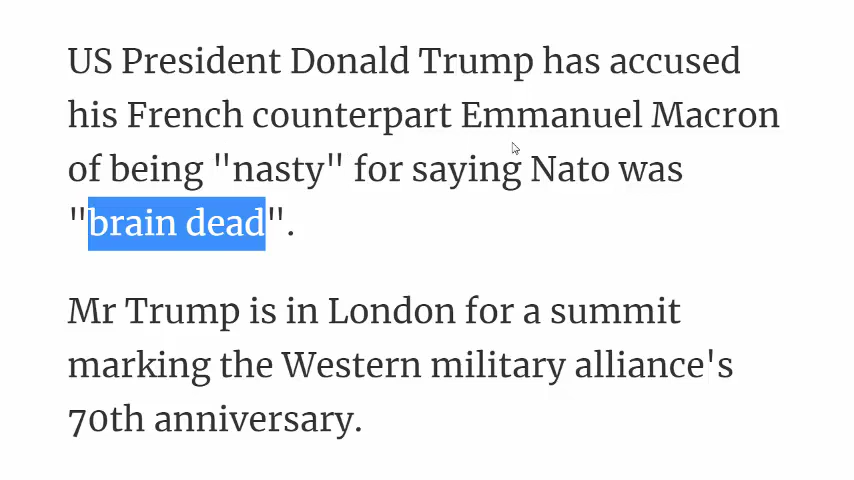 US President Donald Trump has accused
his French counterpart Emmanuel Macron
of being "nasty" for saying Nato was
"brain dead".
Mr Trump is in London for a summit
marking the Western military alliance's
70th anniversary.